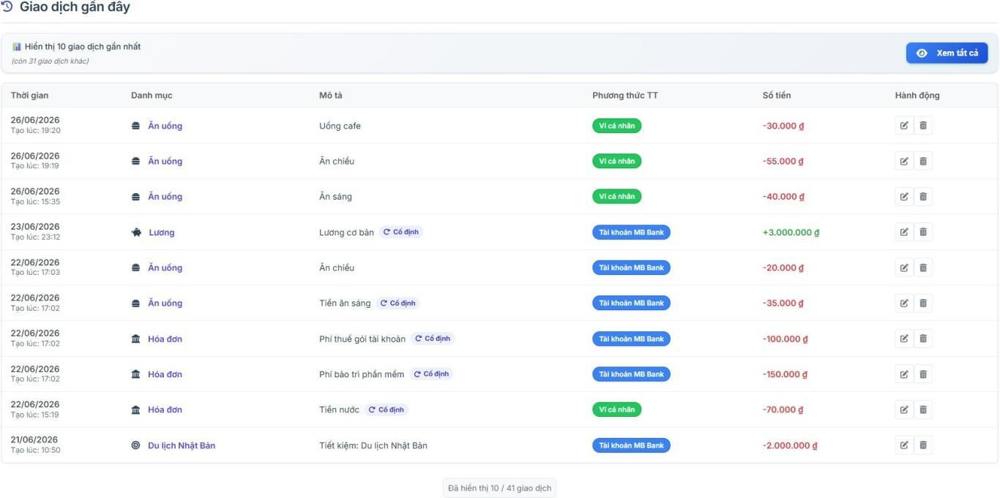 Giao dịch gần đây
Hiển thị 10 giao dịch gần nhất
(còn 31 giao dịch khác)
Xem tất cả
Thời gian Danh mục Mô tả Phương thức TT Số tiền Hành động
26/06/2026 Ăn uống Uống cafe Ví cá nhân -30.000 ₫
Tạo lúc: 19:20
26/06/2026 Ăn uống Ăn chiều Ví cá nhân -55.000 ₫
Tạo lúc: 19:19
26/06/2026 Ăn uống Ăn sáng Ví cá nhân -40.000 ₫
Tạo lúc: 15:35
23/06/2026 Lương Lương cơ bản Cố định Tài khoản MB Bank +3.000.000 ₫
Tạo lúc: 23:12
22/06/2026 Ăn uống Ăn chiều Tài khoản MB Bank -20.000 ₫
Tạo lúc: 17:03
22/06/2026 Ăn uống Tiền ăn sáng Cố định Tài khoản MB Bank -35.000 ₫
Tạo lúc: 17:02
22/06/2026 Hóa đơn Phí thuế gói tài khoản Cố định Tài khoản MB Bank -100.000 ₫
Tạo lúc: 17:02
22/06/2026 Hóa đơn Phí bảo trì phần mềm Cố định Tài khoản MB Bank -150.000 ₫
Tạo lúc: 17:02
22/06/2026 Hóa đơn Tiền nước Cố định Ví cá nhân -70.000 ₫
Tạo lúc: 15:19
21/06/2026 Du lịch Nhật Bản Tiết kiệm: Du lịch Nhật Bản Tài khoản MB Bank -2.000.000 ₫
Tạo lúc: 10:50
Đã hiển thị 10 / 41 giao dịch